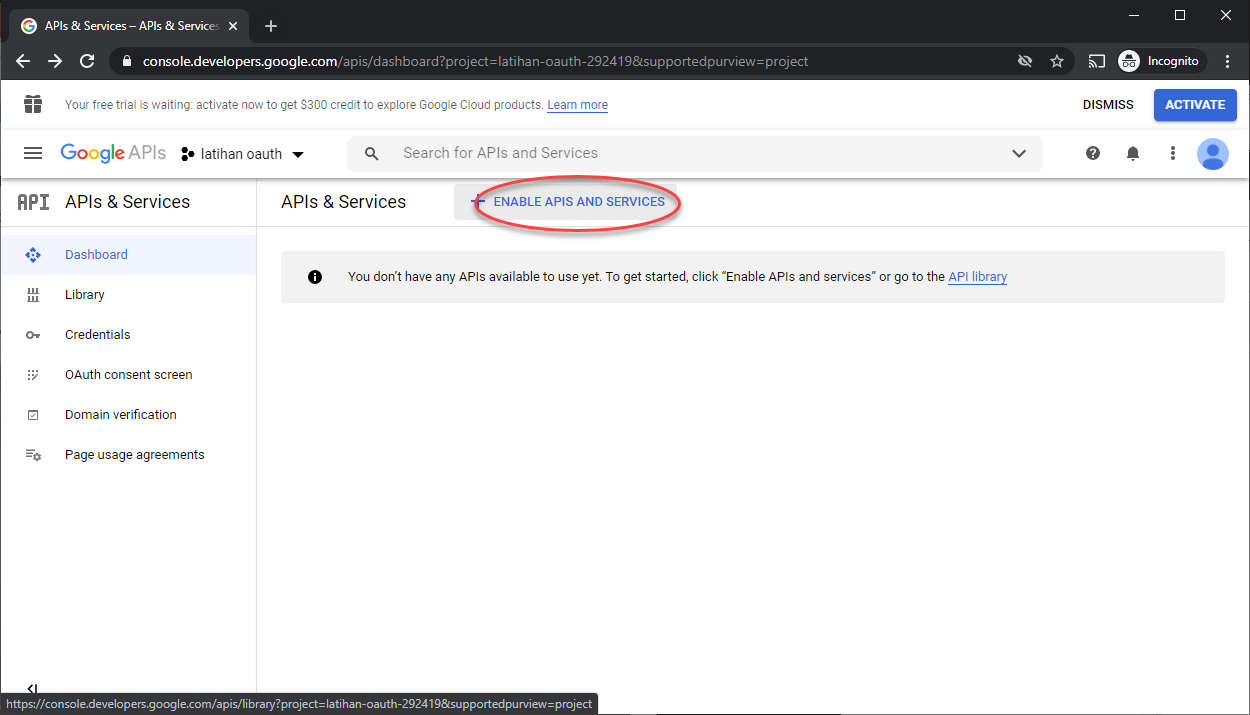 APIs & Services – APIs & Services
console.developers.google.com/apis/dashboard?project=latihan-oauth-292419&supportedpurview=project
Incognito
Your free trial is waiting: activate now to get $300 credit to explore Google Cloud products. Learn more
DISMISS
ACTIVATE
Google APIs
latihan oauth
Search for APIs and Services
API APIs & Services
APIs & Services
+ ENABLE APIS AND SERVICES
Dashboard
Library
Credentials
OAuth consent screen
Domain verification
Page usage agreements
You don’t have any APIs available to use yet. To get started, click “Enable APIs and services” or go to the API library
https://console.developers.google.com/apis/library?project=latihan-oauth-292419&supportedpurview=project